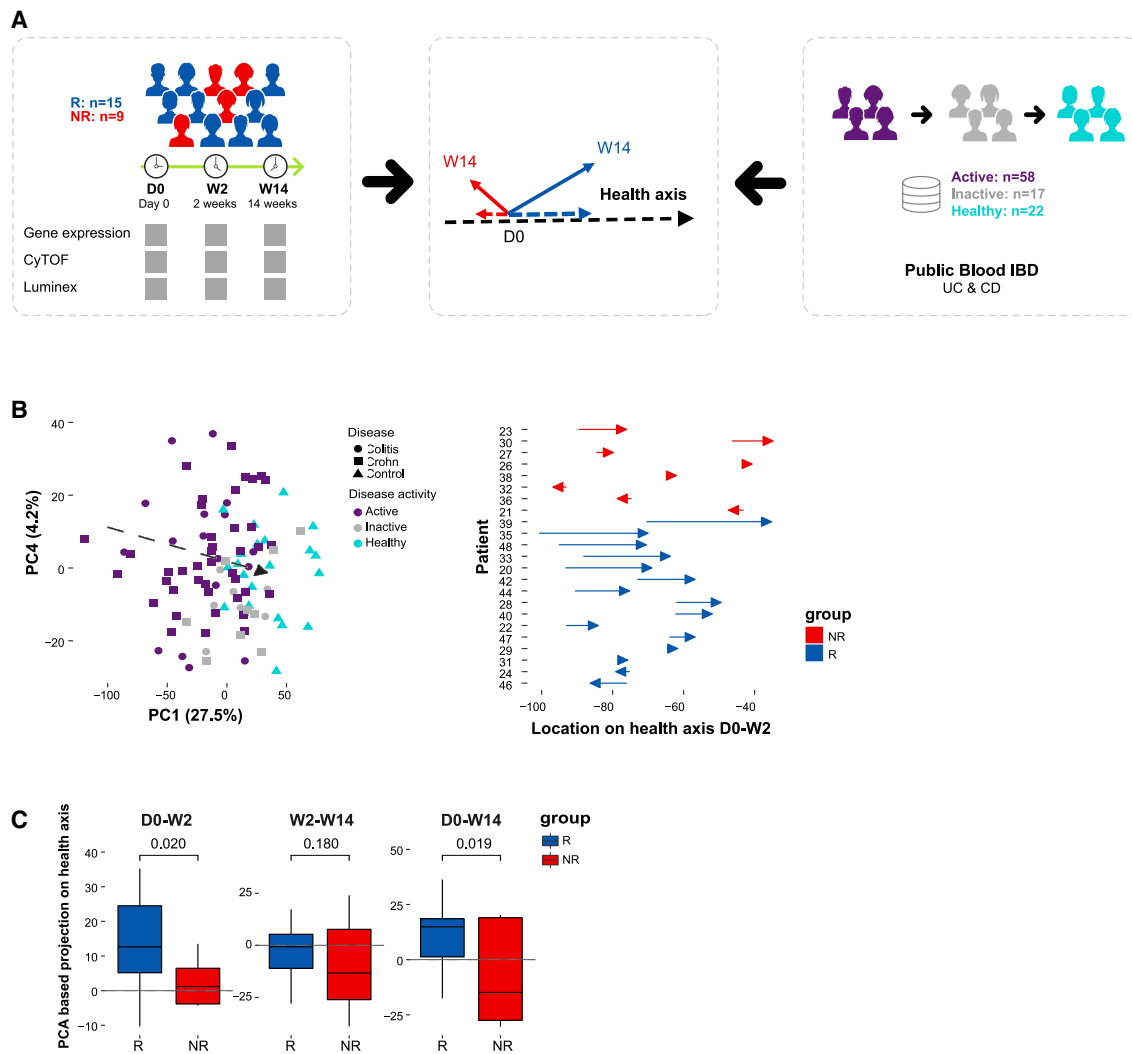 A
R: n=15
NR: n=9
D0 W2 W14
Day 0 2 weeks 14 weeks
Gene expression
CyTOF
Luminex
W14
W14
Health axis
D0
Active: n=58
Inactive: n=17
Healthy: n=22
Public Blood IBD
UC & CD
B
PC4 (4.2%)
40
20
0
−20
−100 −50 0 50
PC1 (27.5%)
Disease
Colitis
Crohn
Control
Disease activity
Active
Inactive
Healthy
Patient
23
30
27
26
38
32
36
21
39
35
48
33
20
42
44
28
40
22
47
29
31
24
46
−100 −80 −60 −40
Location on health axis D0-W2
group
NR
R
C
PCA based projection on health axis
D0-W2
0.020
40
30
20
10
0
−10
R NR
W2-W14
0.180
25
0
−25
R NR
D0-W14
0.019
50
25
0
−25
R NR
group
R
NR